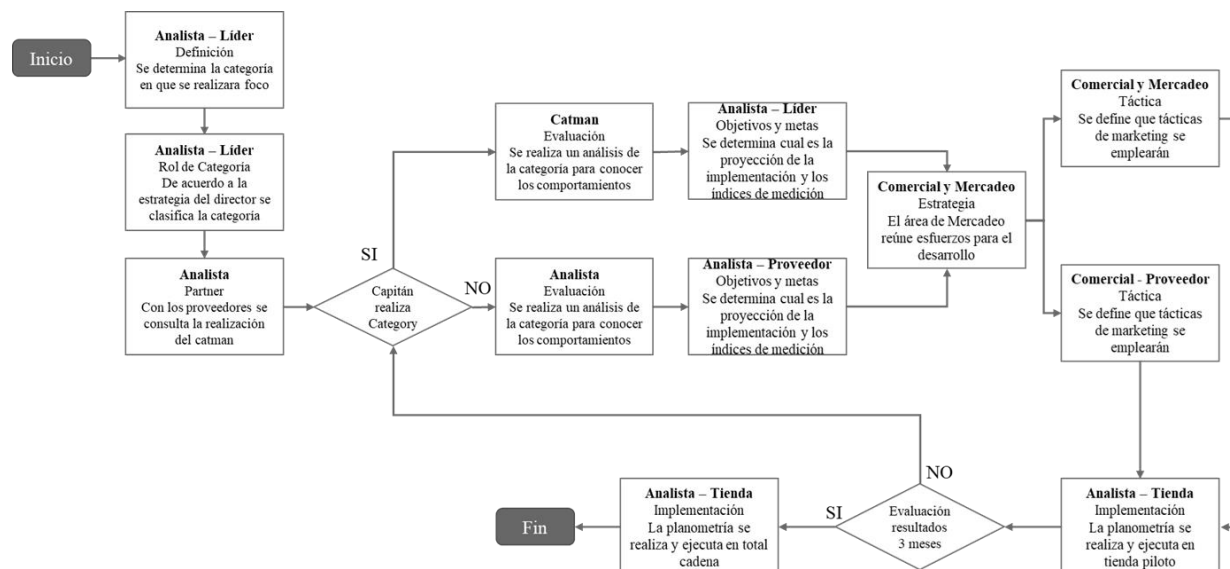 Inicio
Analista – Líder
Definición
Se determina la categoría
en que se realizara foco
Analista – Líder
Rol de Categoría
De acuerdo a la
estrategia del director se
clasifica la categoría
Analista
Partner
Con los proveedores se
consulta la realización
del catman
Capitán
realiza
Category
SI
NO
Catman
Evaluación
Se realiza un análisis de
la categoría para conocer
los comportamientos
Analista – Líder
Objetivos y metas
Se determina cual es la
proyección de la
implementación y los
índices de medición
Analista
Evaluación
Se realiza un análisis de
la categoría para conocer
los comportamientos
Analista – Proveedor
Objetivos y metas
Se determina cual es la
proyección de la
implementación y los
índices de medición
Comercial y Mercadeo
Estrategia
El área de Mercadeo
reúne esfuerzos para el
desarrollo
Comercial y Mercadeo
Táctica
Se define que tácticas
de marketing se
emplearán
Comercial - Proveedor
Táctica
Se define que tácticas
de marketing se
emplearán
Analista – Tienda
Implementación
La planometría se
realiza y ejecuta en
tienda piloto
Evaluación
resultados
3 meses
NO
SI
Analista – Tienda
Implementación
La planometría se
realiza y ejecuta en total
cadena
Fin